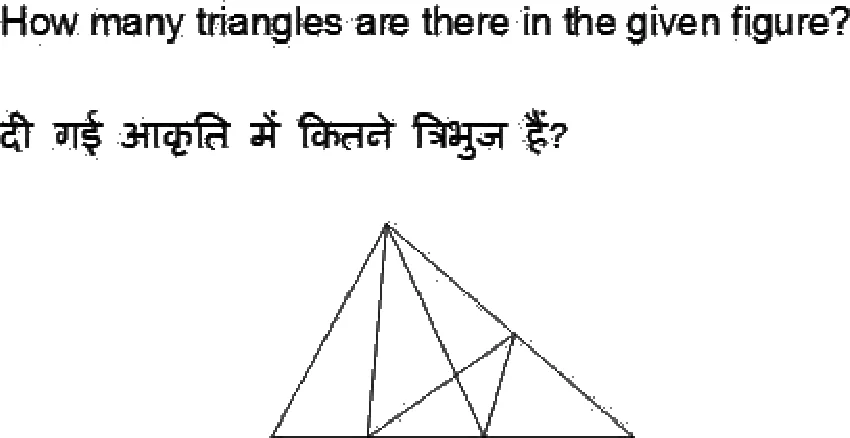 How many triangles are there in the given figure?
दी गई आकृति में कितने त्रिभुज हैं?